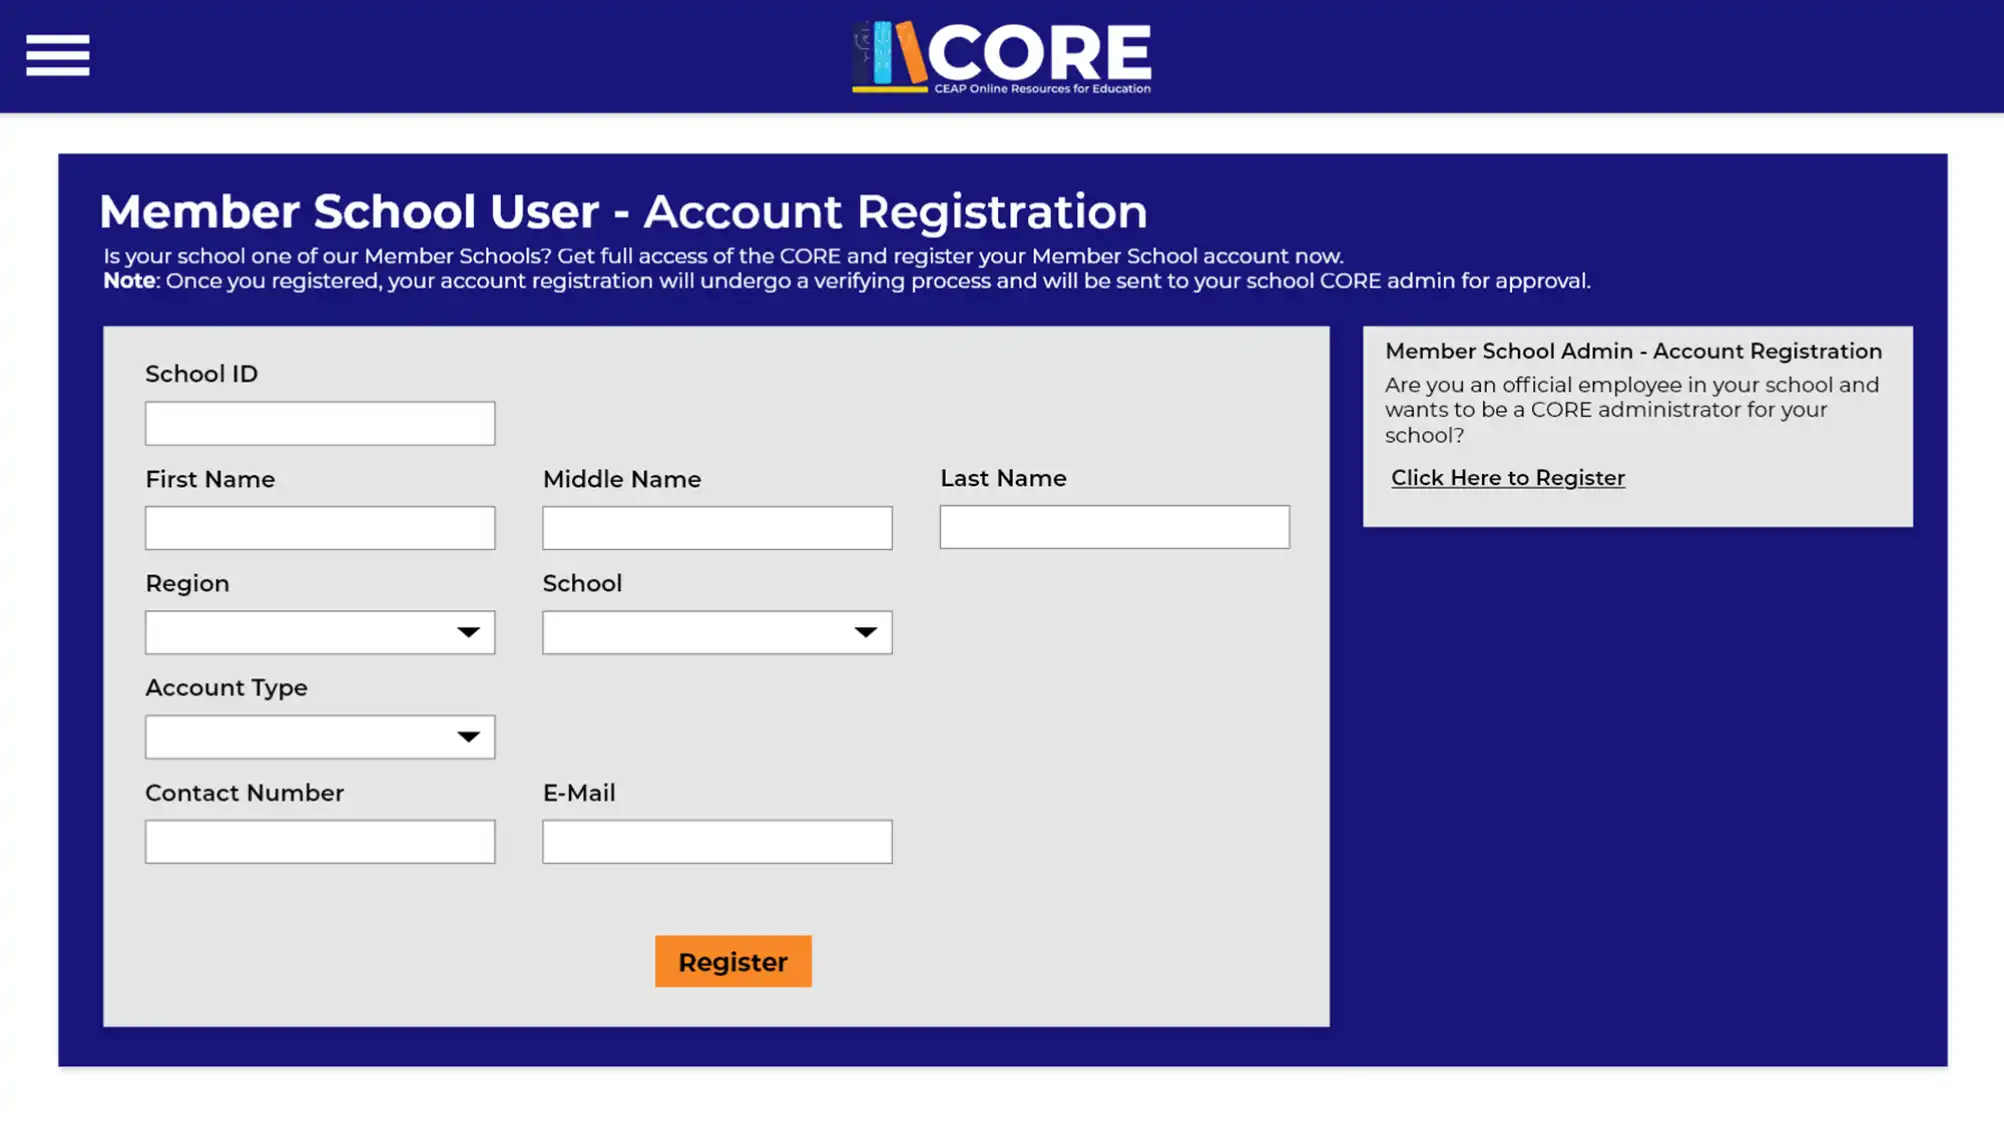 CORE
CEAP Online Resources for Education
Member School User - Account Registration
Is your school one of our Member Schools? Get full access of the CORE and register your Member School account now.
Note: Once you registered, your account registration will undergo a verifying process and will be sent to your school CORE admin for approval.
School ID
First Name
Middle Name
Last Name
Region
School
Account Type
Contact Number
E-Mail
Register
Member School Admin - Account Registration
Are you an official employee in your school and
wants to be a CORE administrator for your
school?
Click Here to Register